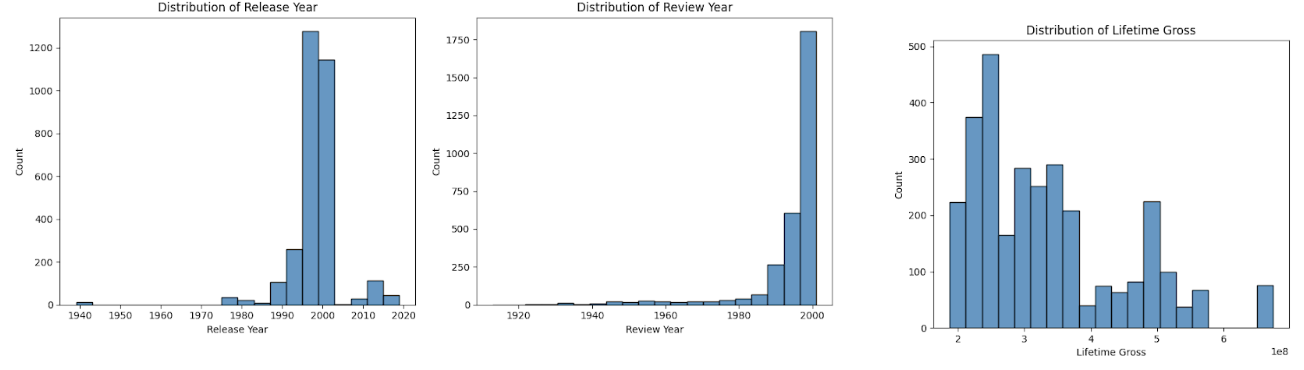 Distribution of Release Year
Count
1200
1000
800
600
400
200
0
1940 1950 1960 1970 1980 1990 2000 2010 2020
Release Year
Distribution of Review Year
Count
1750
1500
1250
1000
750
500
250
0
1920 1940 1960 1980 2000
Review Year
Distribution of Lifetime Gross
Count
500
400
300
200
100
0
2 3 4 5 6
1e8
Lifetime Gross